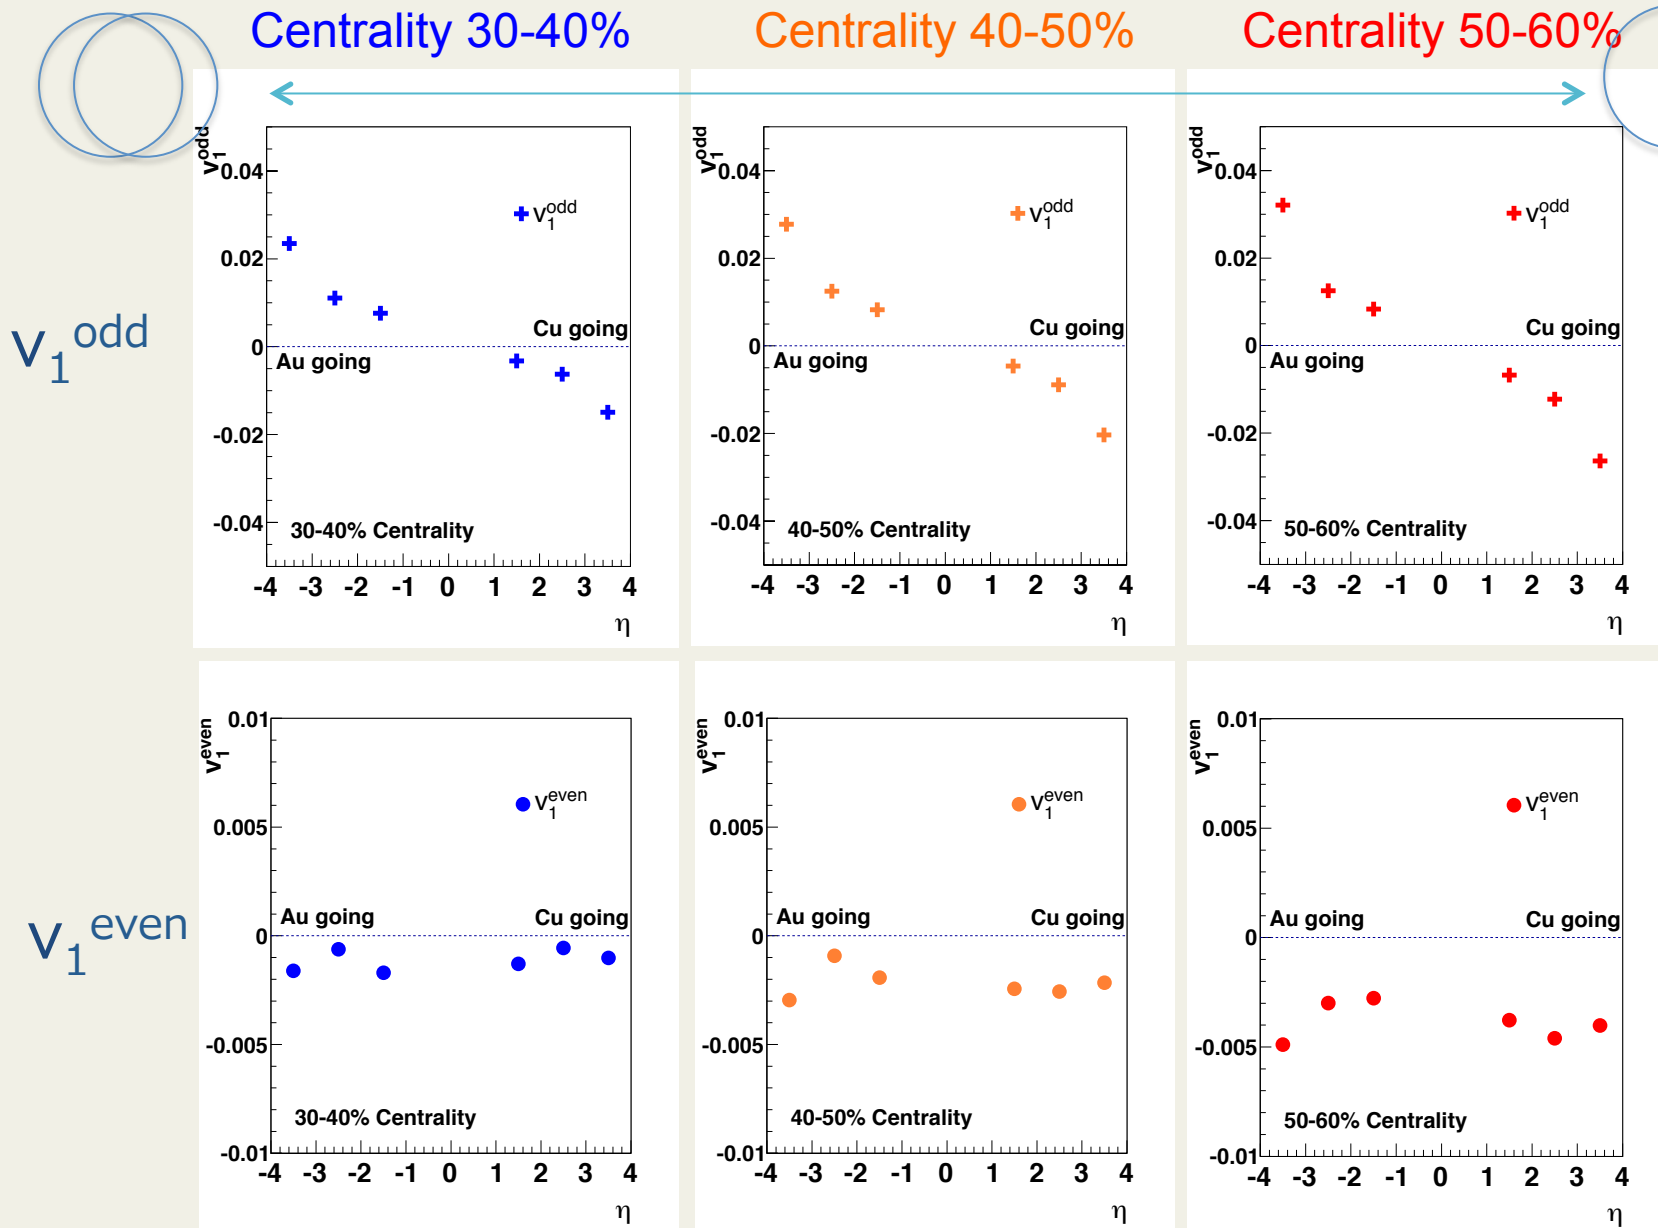 Centrality 30-40%
Centrality 40-50%
Centrality 50-60%
v₁ᵒᵈᵈ
v₁ᵒᵈᵈ
0.04
0.02
0
-0.02
-0.04
v₁ᵒᵈᵈ
Cu going
Au going
30-40% Centrality
-4 -3 -2 -1 0 1 2 3 4
η
v₁ᵒᵈᵈ
0.04
0.02
0
-0.02
-0.04
v₁ᵒᵈᵈ
Cu going
Au going
40-50% Centrality
-4 -3 -2 -1 0 1 2 3 4
η
v₁ᵒᵈᵈ
0.04
0.02
0
-0.02
-0.04
v₁ᵒᵈᵈ
Cu going
Au going
50-60% Centrality
-4 -3 -2 -1 0 1 2 3 4
η
v₁ᵉᵛᵉⁿ
v₁ᵉᵛᵉⁿ
0.01
0.005
0
-0.005
-0.01
v₁ᵉᵛᵉⁿ
Au going Cu going
30-40% Centrality
-4 -3 -2 -1 0 1 2 3 4
η
v₁ᵉᵛᵉⁿ
0.01
0.005
0
-0.005
-0.01
v₁ᵉᵛᵉⁿ
Au going Cu going
40-50% Centrality
-4 -3 -2 -1 0 1 2 3 4
η
v₁ᵉᵛᵉⁿ
0.01
0.005
0
-0.005
-0.01
v₁ᵉᵛᵉⁿ
Au going Cu going
50-60% Centrality
-4 -3 -2 -1 0 1 2 3 4
η